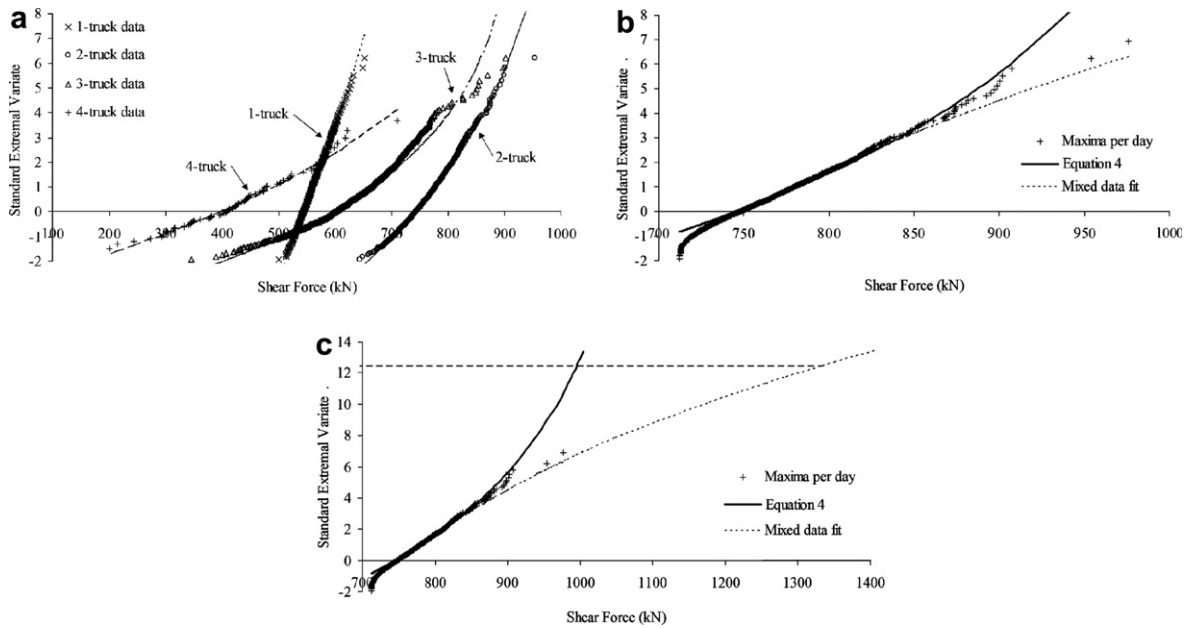 a
8
7
6
5
4
3
2
1
0
-1
-2
Standard Extremal Variate
× 1-truck data
○ 2-truck data
△ 3-truck data
+ 4-truck data
1-truck
3-truck
4-truck
2-truck
100 200 300 400 500 600 700 800 900 1000
Shear Force (kN)
b
8
7
6
5
4
3
2
1
0
-1
-2
Standard Extremal Variate .
+ Maxima per day
Equation 4
Mixed data fit
700 750 800 850 900 950 1000
Shear Force (kN)
c
14
12
10
8
6
4
2
0
-2
Standard Extremal Variate .
+ Maxima per day
Equation 4
Mixed data fit
700 800 900 1000 1100 1200 1300 1400
Shear Force (kN)